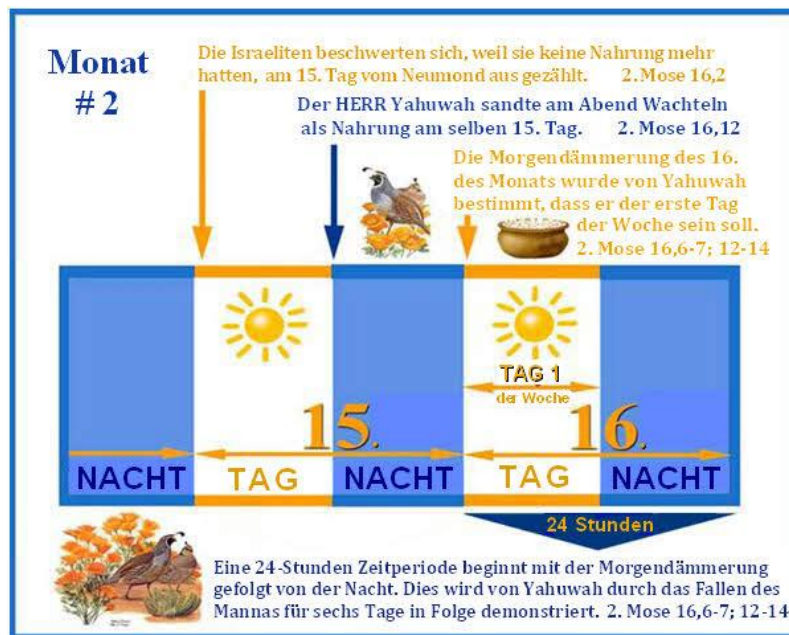 Monat
# 2
Die Israeliten beschwerten sich, weil sie keine Nahrung mehr
hatten, am 15. Tag vom Neumond aus gezählt. 2. Mose 16,2
Der HERR Yahuwah sandte am Abend Wachteln
als Nahrung am selben 15. Tag. 2. Mose 16,12
Die Morgendämmerung des 16.
des Monats wurde von Yahuwah
bestimmt, dass er der erste Tag
der Woche sein soll.
2. Mose 16,6-7; 12-14
TAG 1
der Woche
15.
16.
NACHT
TAG
NACHT
TAG
NACHT
24 Stunden
Eine 24-Stunden Zeitperiode beginnt mit der Morgendämmerung
gefolgt von der Nacht. Dies wird von Yahuwah durch das Fallen des
Mannas für sechs Tage in Folge demonstriert. 2. Mose 16,6-7; 12-14